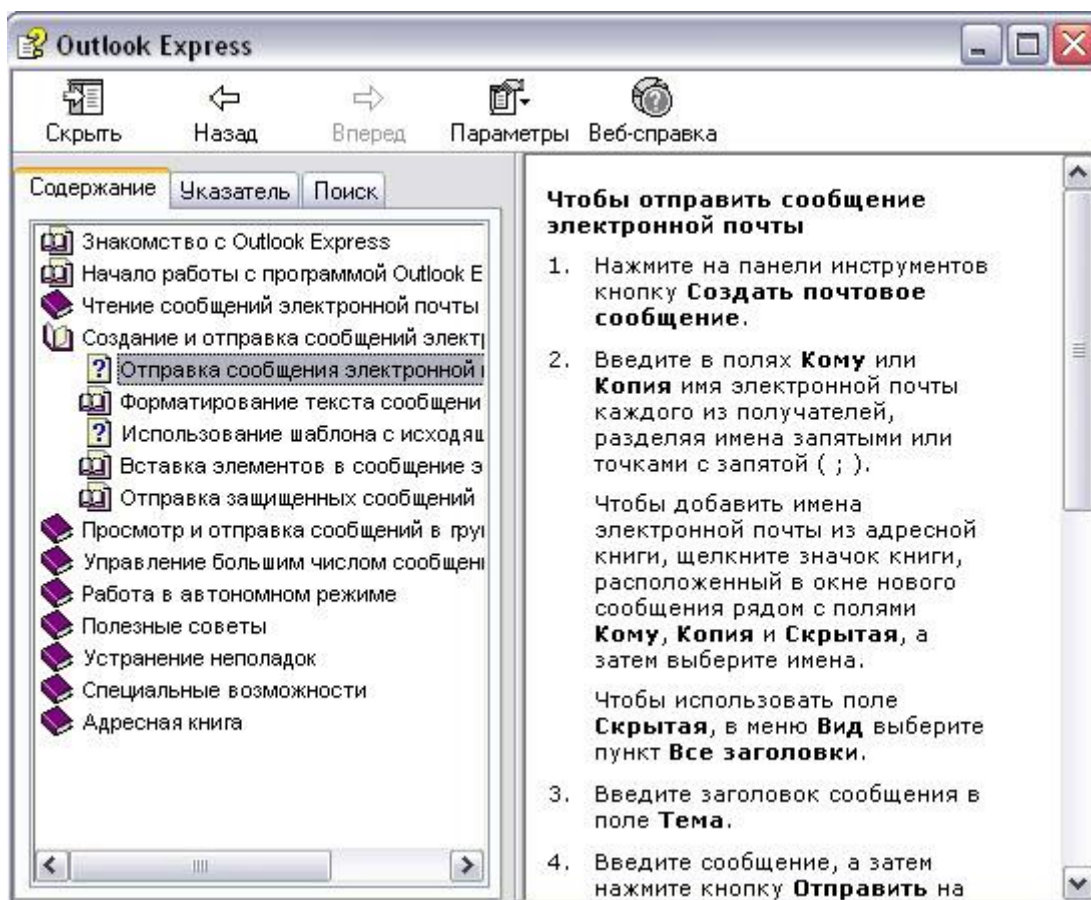 Outlook Express
Скрыть Назад Вперед Параметры Веб-справка
Содержание Указатель Поиск
Знакомство с Outlook Express
Начало работы с программой Outlook E
Чтение сообщений электронной почты
Создание и отправка сообщений элект
Отправка сообщения электронной
Форматирование текста сообщени
Использование шаблона с исходящ
Вставка элементов в сообщение э
Отправка защищенных сообщений
Просмотр и отправка сообщений в гру
Управление большим числом сообщен
Работа в автономном режиме
Полезные советы
Устранение неполадок
Специальные возможности
Адресная книга
Чтобы отправить сообщение
электронной почты
1. Нажмите на панели инструментов
кнопку Создать почтовое
сообщение.
2. Введите в полях Кому или
Копия имя электронной почты
каждого из получателей,
разделяя имена запятыми или
точками с запятой ( ; ).
Чтобы добавить имена
электронной почты из адресной
книги, щелкните значок книги,
расположенный в окне нового
сообщения рядом с полями
Кому, Копия и Скрытая, а
затем выберите имена.
Чтобы использовать поле
Скрытая, в меню Вид выберите
пункт Все заголовки.
3. Введите заголовок сообщения в
поле Тема.
4. Введите сообщение, а затем
нажмите кнопку Отправить на